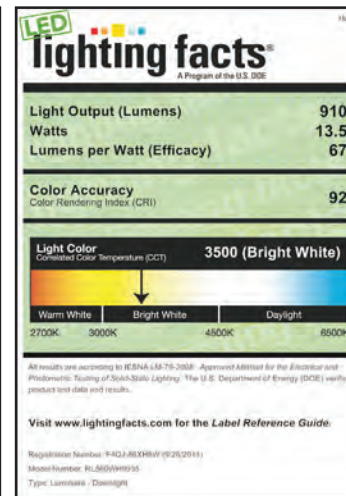 LED
lighting facts®
A Program of the U.S. DOE
Light Output (Lumens) 910
Watts 13.5
Lumens per Watt (Efficacy) 67
Color Accuracy 92
Color Rendering Index (CRI)
Light Color 3500 (Bright White)
Correlated Color Temperature (CCT)
Warm White Bright White Daylight
2700K 3000K 4500K 6500K
All results are according to IESNA LM-79-2008: Approved Method for the Electrical and
Photometric Testing of Solid-State Lighting. The U.S. Department of Energy (DOE) verifies
product test data and results.
Visit www.lightingfacts.com for the Label Reference Guide.
Registration Number:
Model Number:
Type: Luminaire - Downlight